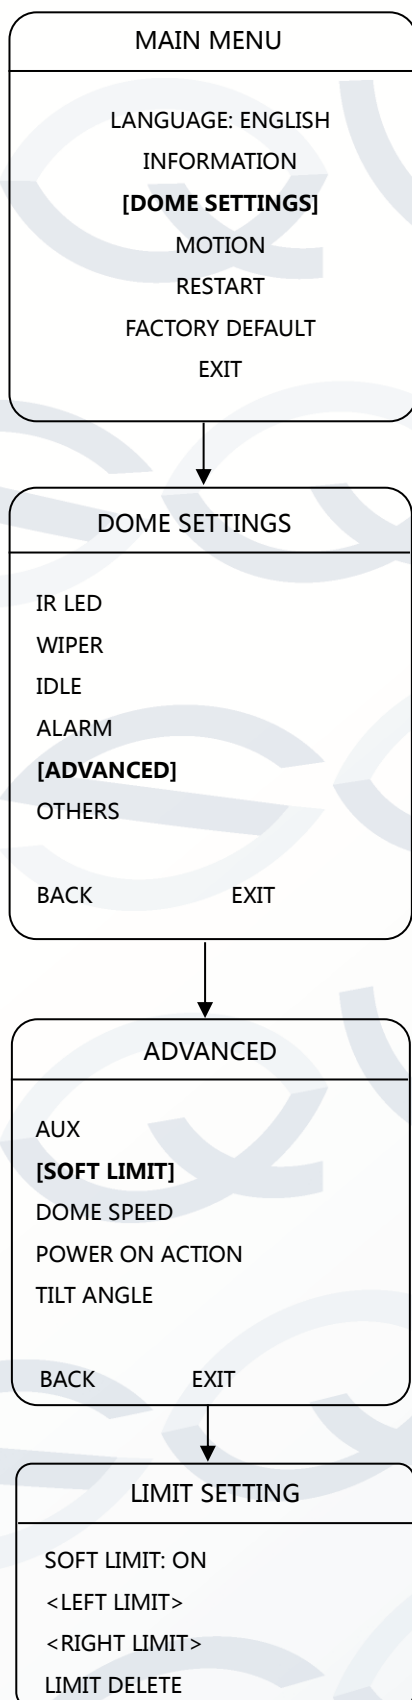 MAIN MENU
LANGUAGE: ENGLISH
INFORMATION
[DOME SETTINGS]
MOTION
RESTART
FACTORY DEFAULT
EXIT
DOME SETTINGS
IR LED
WIPER
IDLE
ALARM
[ADVANCED]
OTHERS
BACK EXIT
ADVANCED
AUX
[SOFT LIMIT]
DOME SPEED
POWER ON ACTION
TILT ANGLE
BACK EXIT
LIMIT SETTING
SOFT LIMIT: ON
<LEFT LIMIT>
<RIGHT LIMIT>
LIMIT DELETE